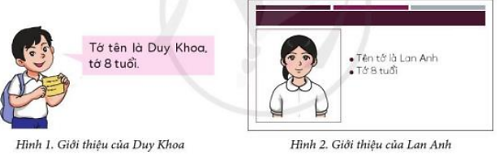 Tớ tên là Duy Khoa,
tớ 8 tuổi.
• Tên tớ là Lan Anh
• Tớ 8 tuổi
Hình 1. Giới thiệu của Duy Khoa
Hình 2. Giới thiệu của Lan Anh